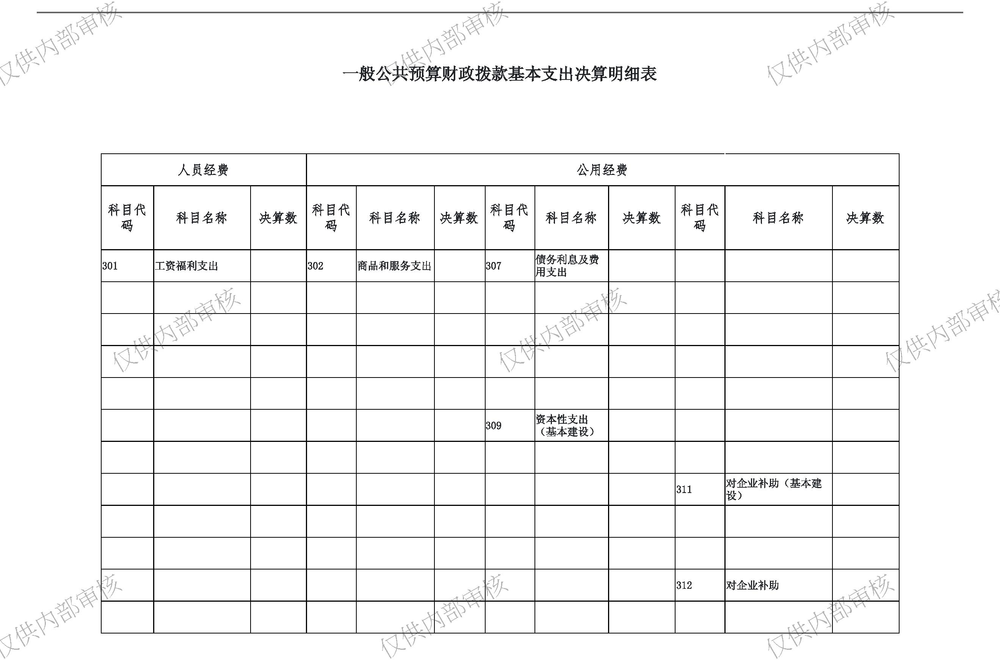 仅供内部审核 仅供内部审核 仅供内部审核
一般公共预算财政拨款基本支出决算明细表
人员经费 公用经费
科目代码 科目名称 决算数 科目代码 科目名称 决算数 科目代码 科目名称 决算数 科目代码 科目名称 决算数
301 工资福利支出 302 商品和服务支出 307 债务利息及费用支出
仅供内部审核 仅供内部审核 仅供内部审核
309 资本性支出（基本建设）
311 对企业补助（基本建设）
312 对企业补助
仅供内部审核 仅供内部审核 仅供内部审核